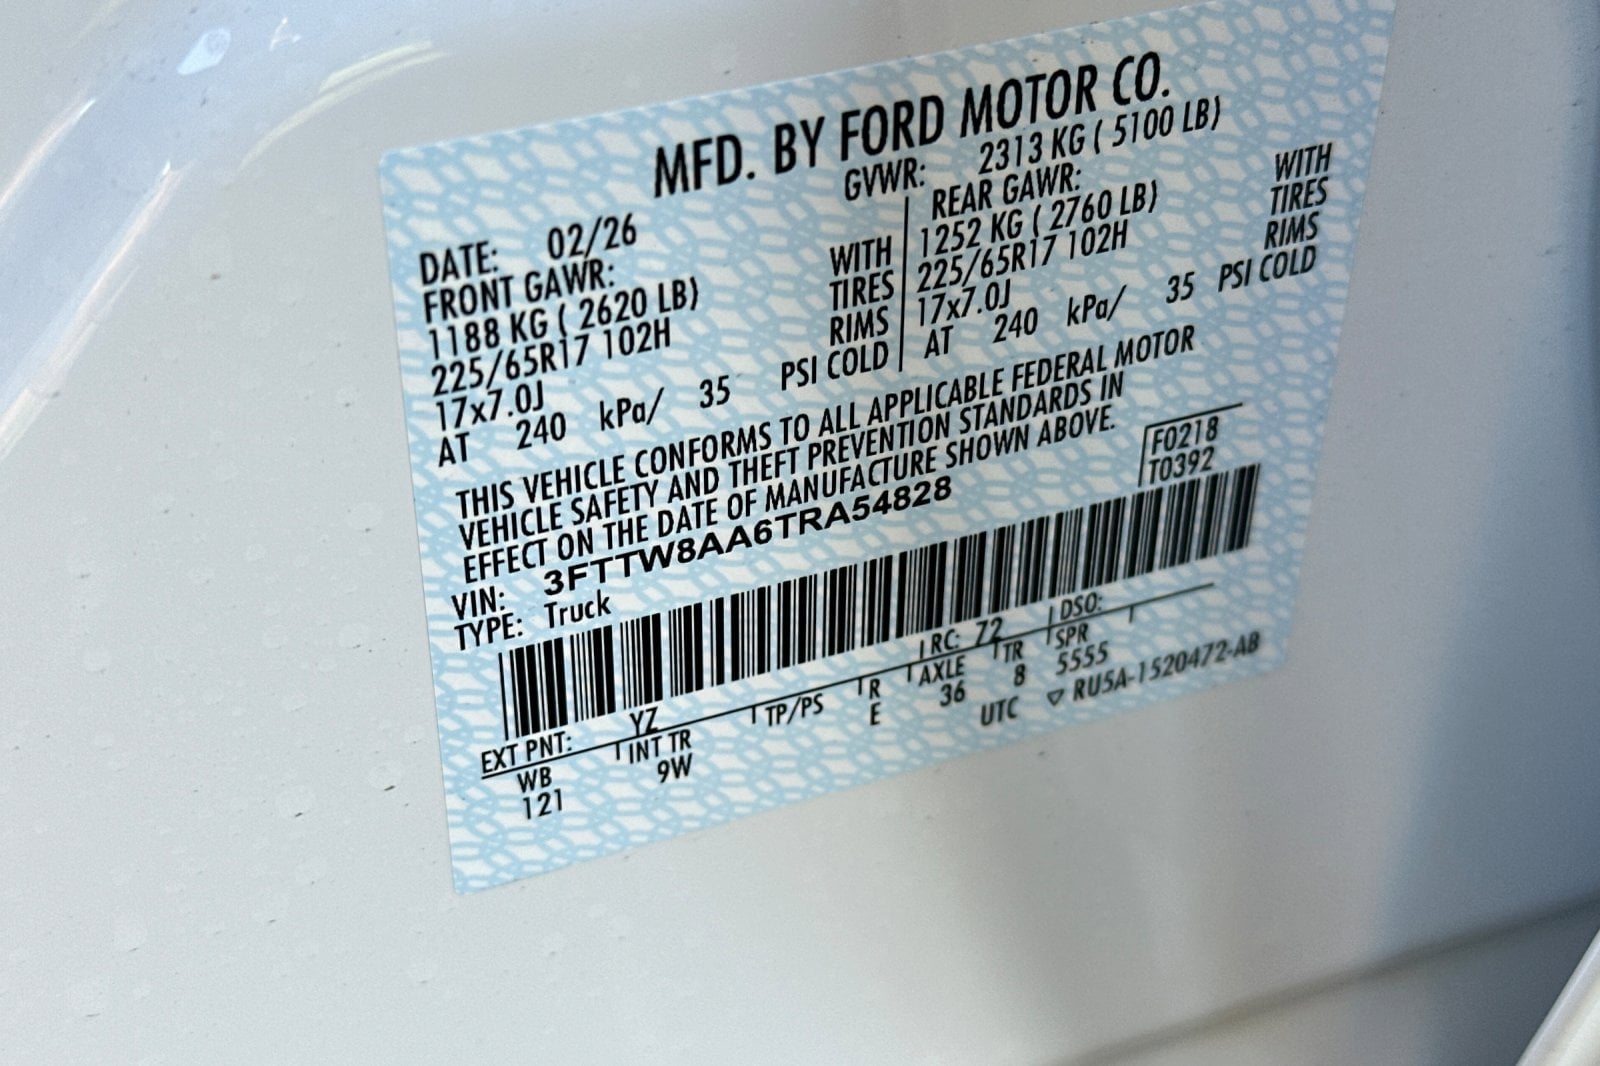 MFD. BY FORD MOTOR CO.
DATE: 02/26 GVWR: 2313 KG ( 5100 LB)
FRONT GAWR: REAR GAWR:
1188 KG ( 2620 LB) WITH 1252 KG ( 2760 LB) WITH
225/65R17 102H TIRES 225/65R17 102H TIRES
17x7.0J RIMS 17x7.0J RIMS
AT 240 kPa/ 35 PSI COLD AT 240 kPa/ 35 PSI COLD
THIS VEHICLE CONFORMS TO ALL APPLICABLE FEDERAL MOTOR
VEHICLE SAFETY AND THEFT PREVENTION STANDARDS IN
EFFECT ON THE DATE OF MANUFACTURE SHOWN ABOVE.
F0218
VIN: 3FTTW8AA6TRA54828 T0392
TYPE: Truck
EXT PNT: YZ RC: 72 DSO:
WB INT TR TP/PS R AXLE TR SPR
121 9W E 36 8 5555
UTC ▽ RU5A-1520472-AB